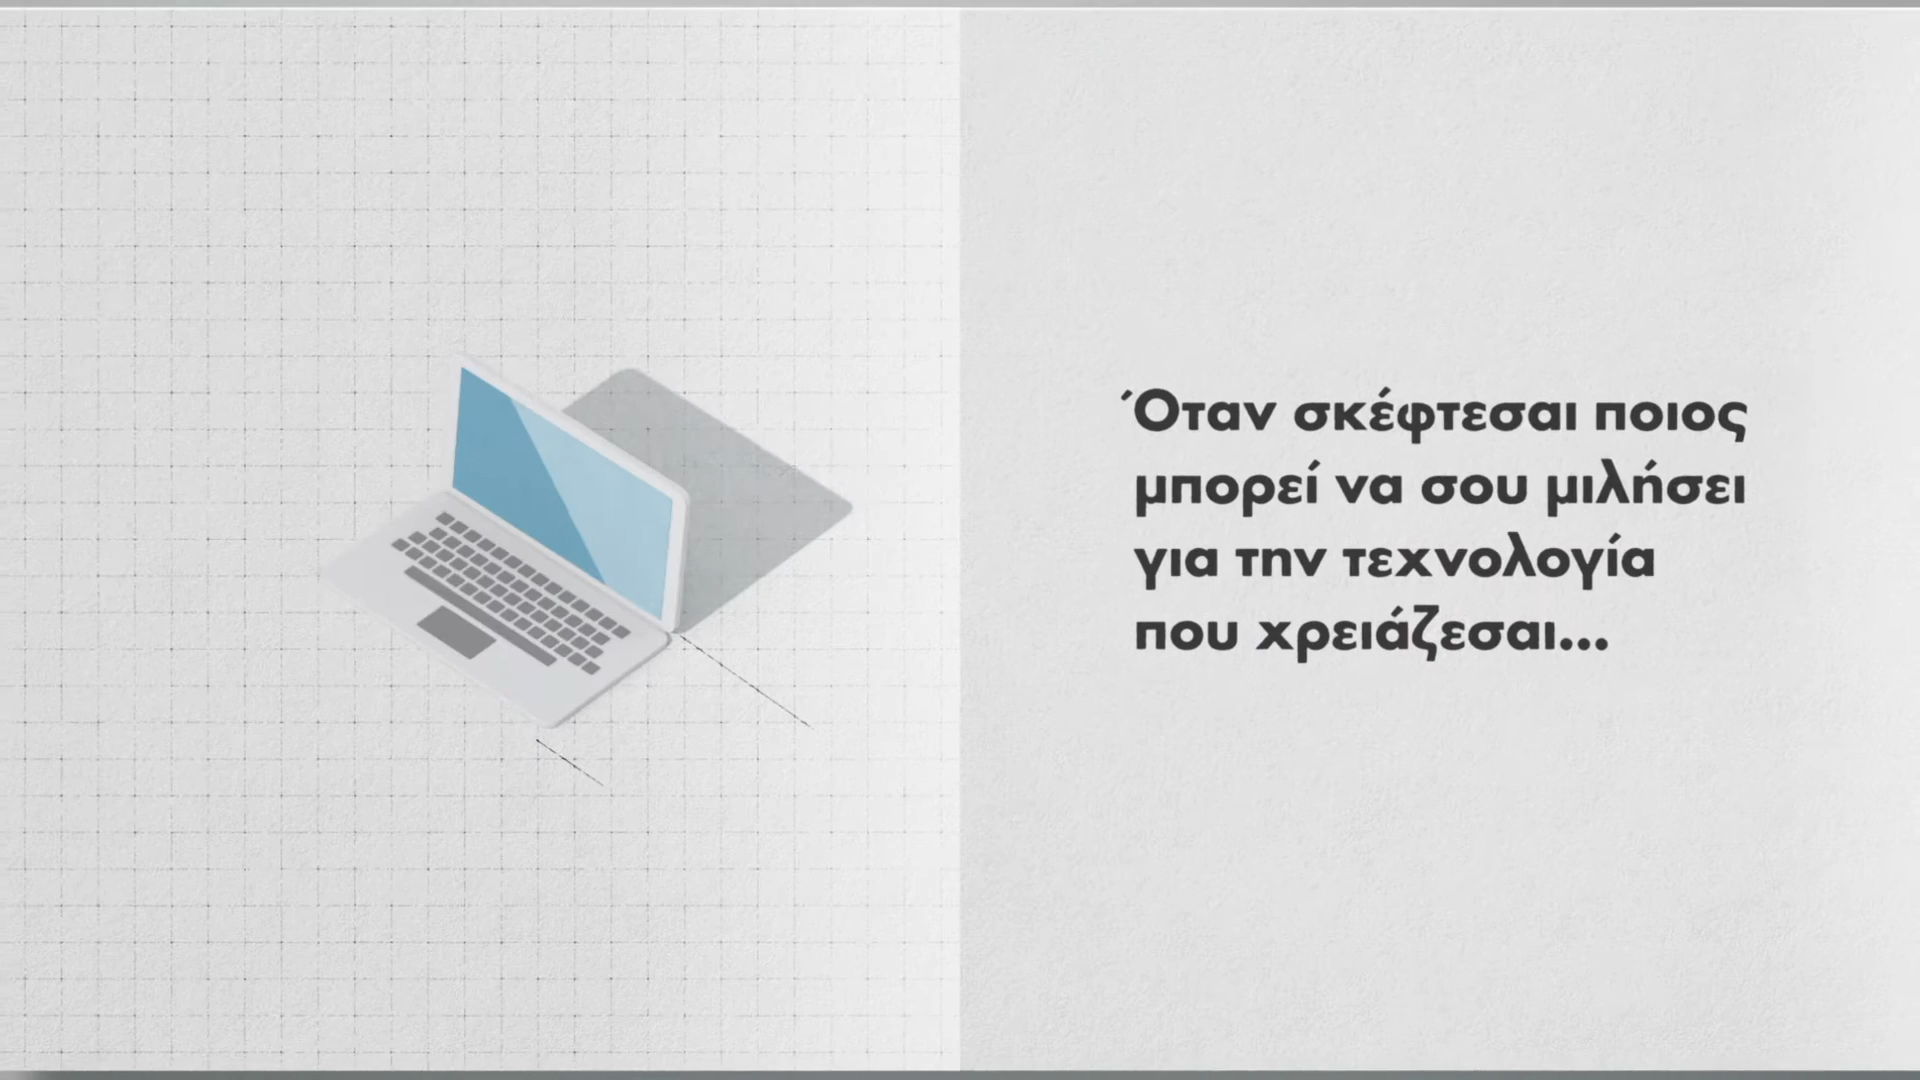 Όταν σκέφτεσαι ποιος
μπορεί να σου μιλήσει
για την τεχνολογία
που χρειάζεσαι...